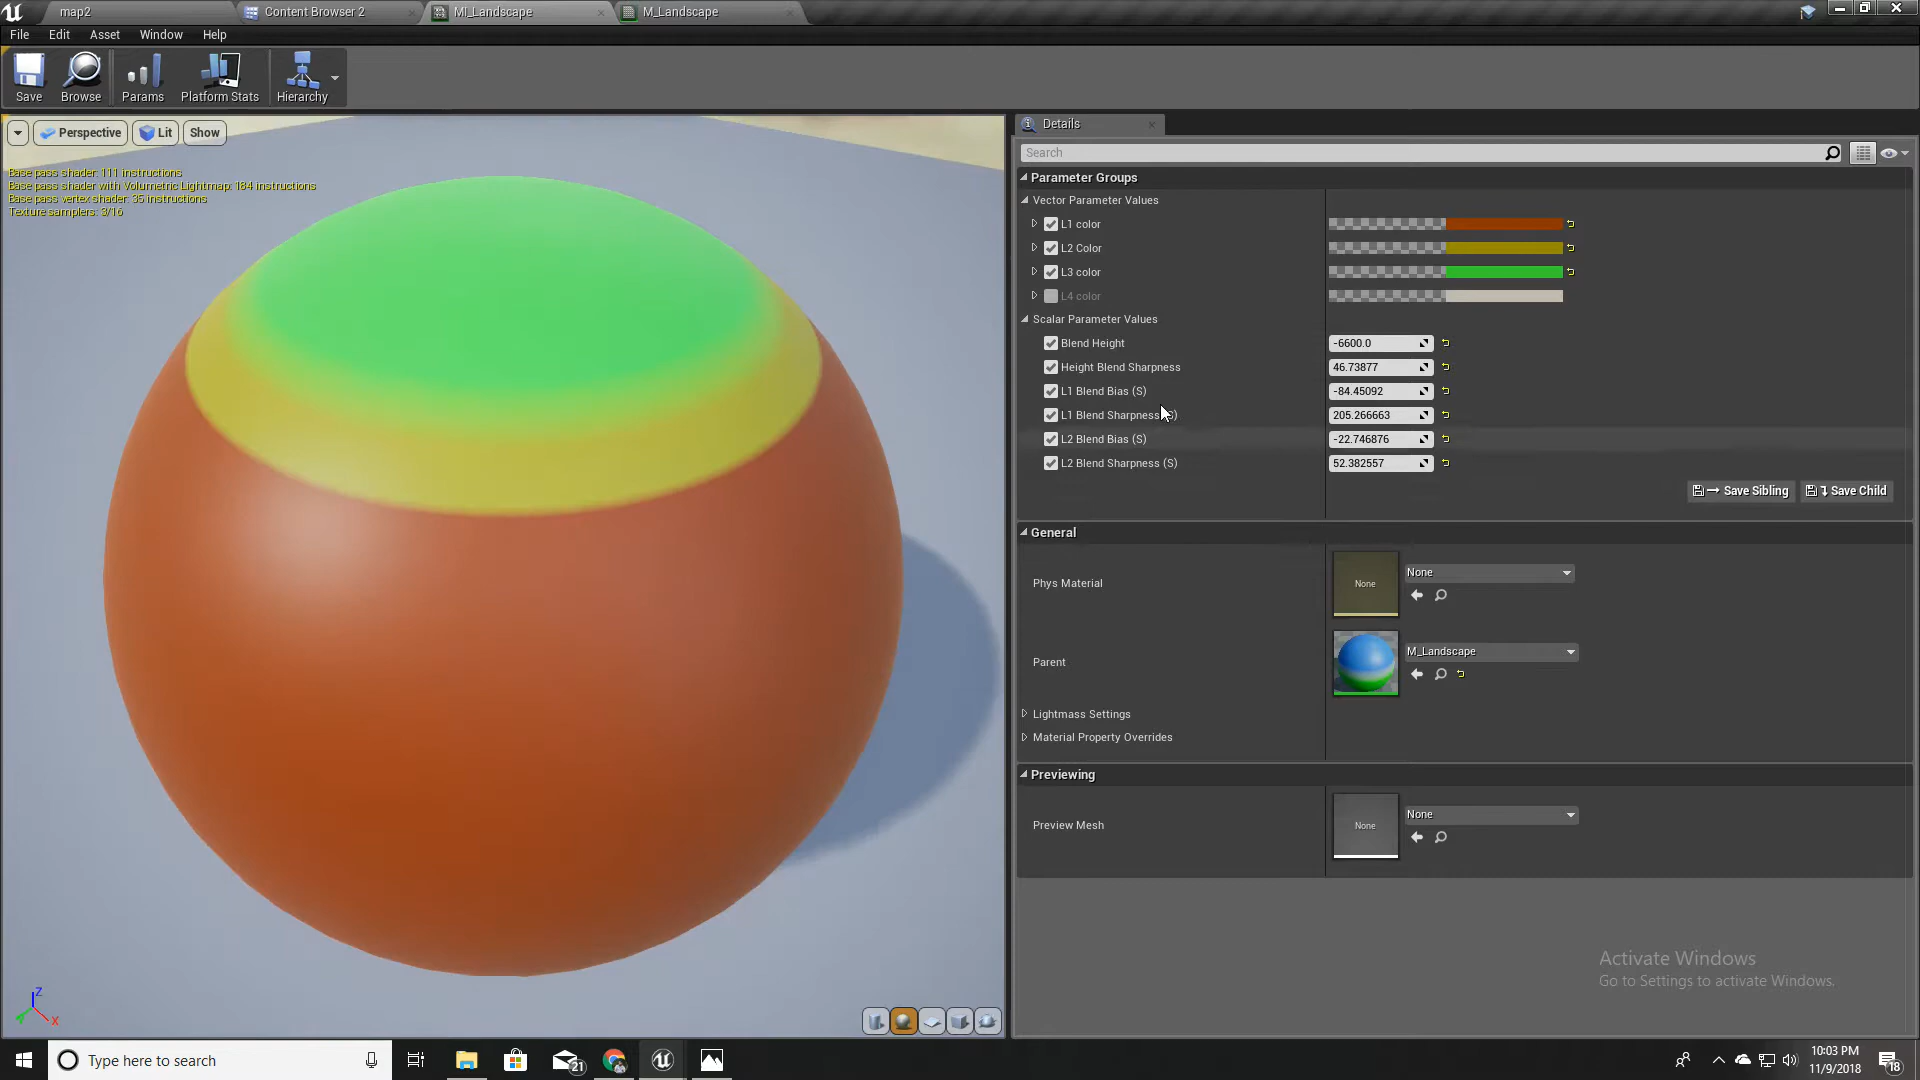 map2
Content Browser 2
MI_Landscape
M_Landscape
File Edit Asset Window Help
Save Browse Params Platform Stats Hierarchy
Perspective Lit Show
Base pass shader: 111 instructions
Base pass shader with Volumetric Lightmap: 184 instructions
Base pass vertex shader: 35 instructions
Texture samplers: 3/16
Z
X
Details
Search
Parameter Groups
Vector Parameter Values
L1 color
L2 Color
L3 color
L4 color
Scalar Parameter Values
Blend Height -6600.0
Height Blend Sharpness 46.73877
L1 Blend Bias (S) -84.45092
L1 Blend Sharpness (S) 205.266663
L2 Blend Bias (S) -22.746876
L2 Blend Sharpness (S) 52.382557
Save Sibling Save Child
General
Phys Material None None
Parent M_Landscape
Lightmass Settings
Material Property Overrides
Previewing
Preview Mesh None None
Activate Windows
Go to Settings to activate Windows.
Type here to search
21
10:03 PM
11/9/2018
18